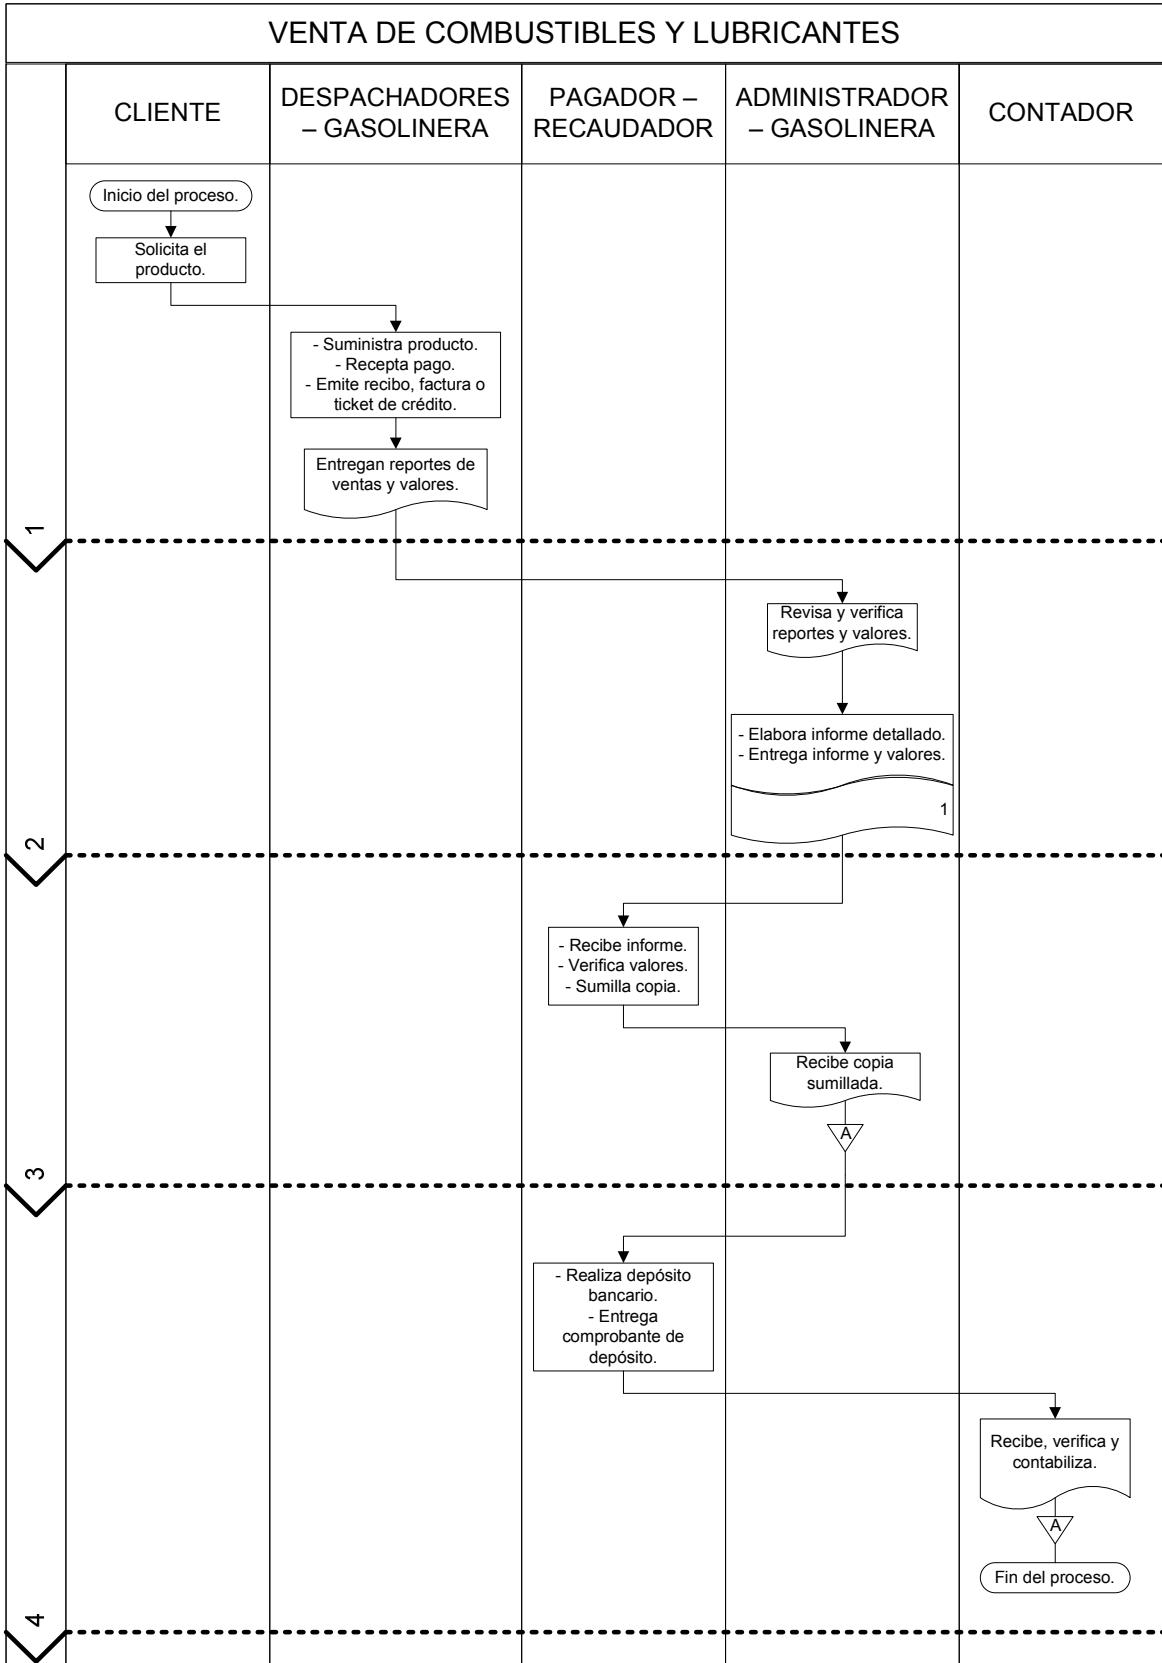 VENTA DE COMBUSTIBLES Y LUBRICANTES
CLIENTE
DESPACHADORES
– GASOLINERA
PAGADOR –
RECAUDADOR
ADMINISTRADOR
– GASOLINERA
CONTADOR
Inicio del proceso.
Solicita el
producto.
- Suministra producto.
- Recepta pago.
- Emite recibo, factura o
ticket de crédito.
Entregan reportes de
ventas y valores.
1
Revisa y verifica
reportes y valores.
- Elabora informe detallado.
- Entrega informe y valores.
1
2
- Recibe informe.
- Verifica valores.
- Sumilla copia.
Recibe copia
sumillada.
A
3
- Realiza depósito
bancario.
- Entrega
comprobante de
depósito.
Recibe, verifica y
contabiliza.
A
Fin del proceso.
4